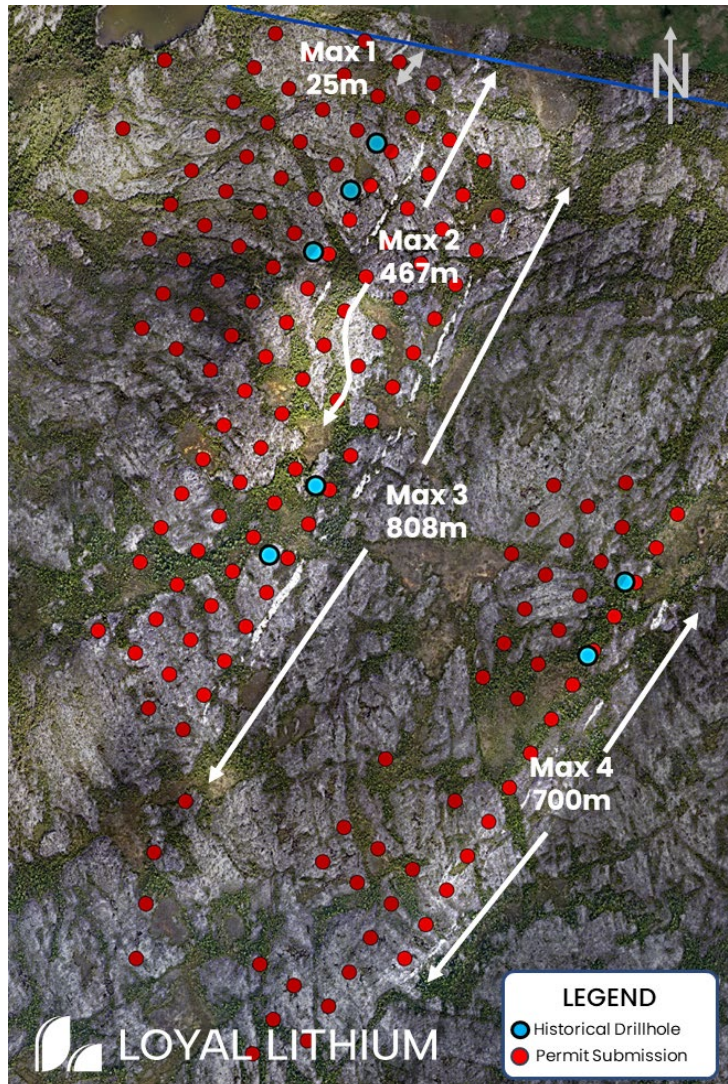 Max 1
25m
N
Max 2
467m
Max 3
808m
Max 4
700m
LEGEND
Historical Drillhole
Permit Submission
LOYAL LITHIUM